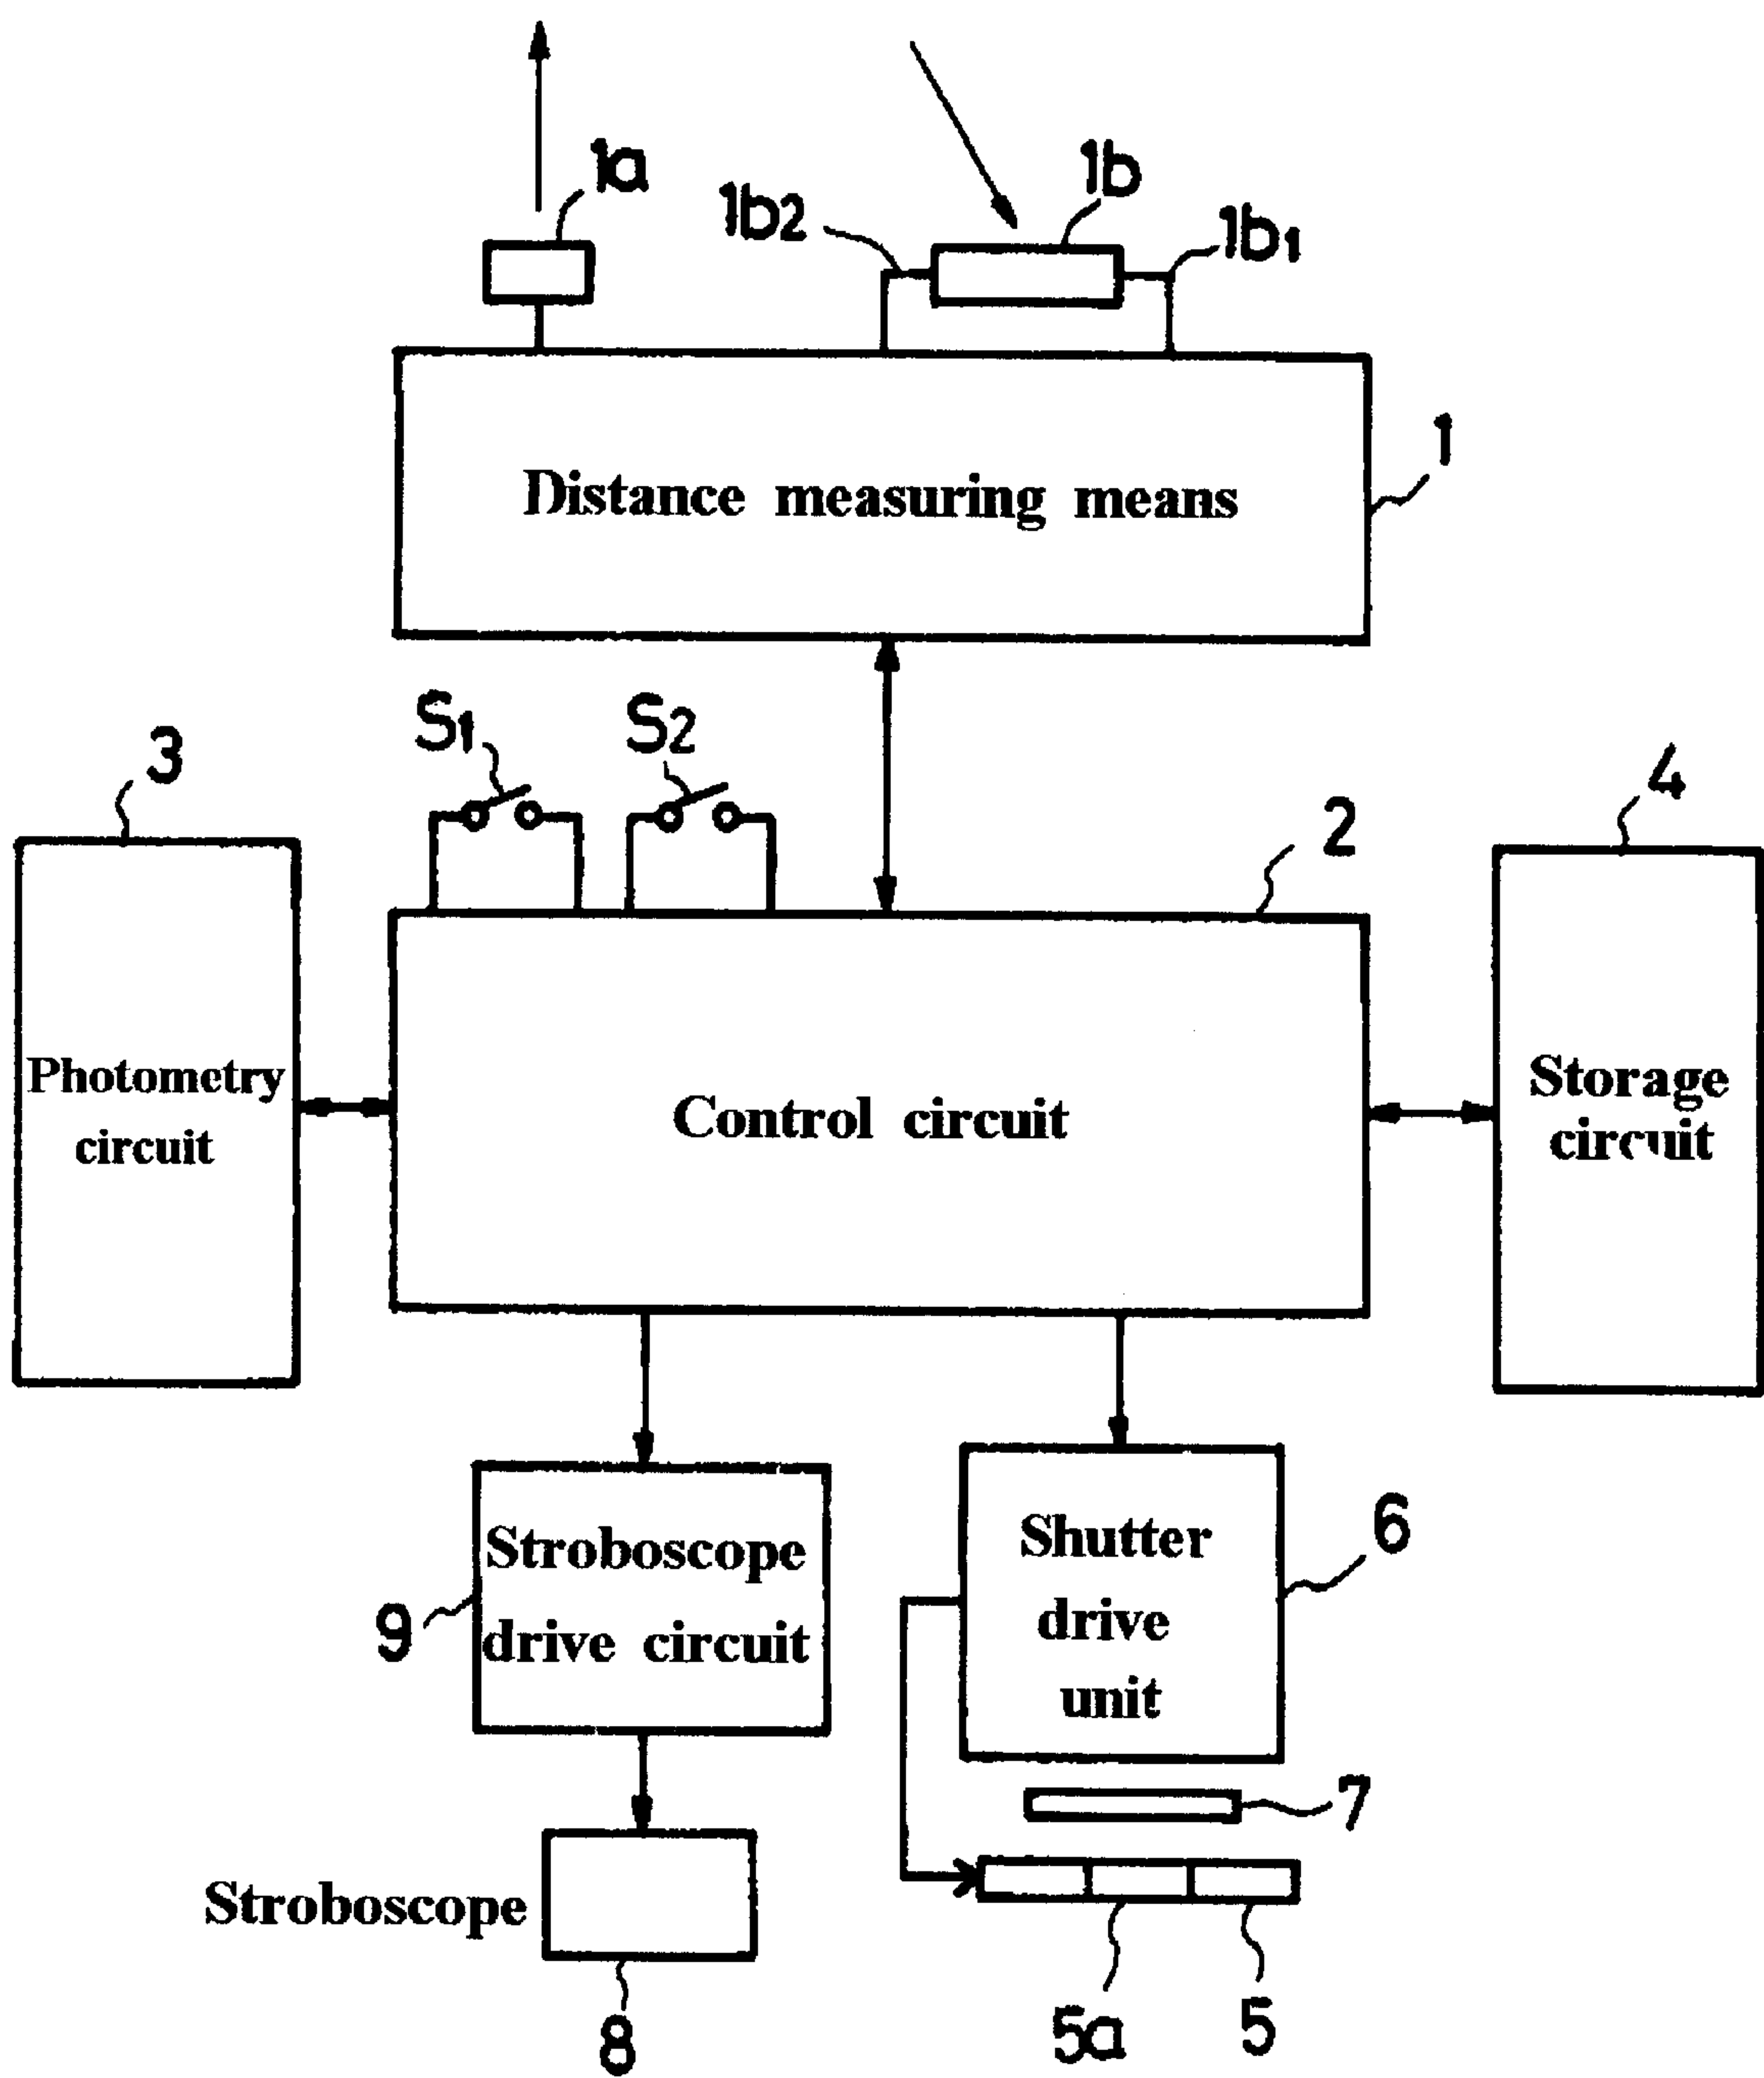 1a
1b
1b2
1b1
1
Distance measuring means
S1
S2
3
2
4
Photometry
circuit
Control circuit
Storage
circuit
Stroboscope
drive circuit
9
Shutter
drive
unit
6
7
Stroboscope
8
5a
5